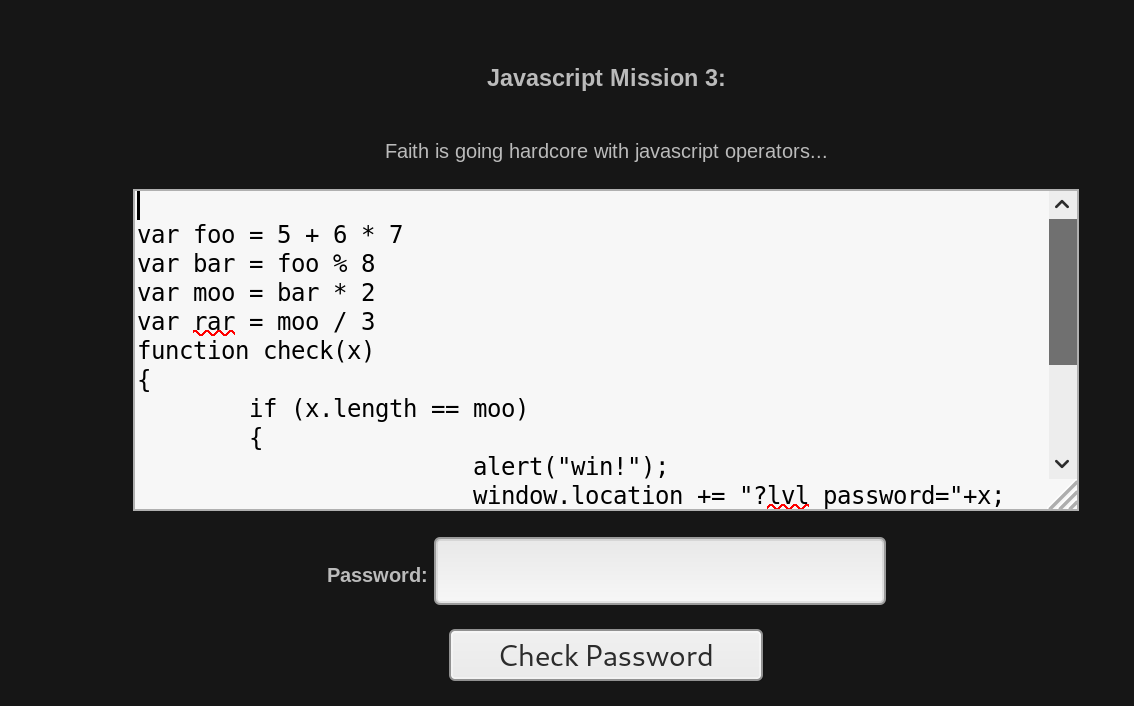 Javascript Mission 3:
Faith is going hardcore with javascript operators...
var foo = 5 + 6 * 7
var bar = foo % 8
var moo = bar * 2
var rar = moo / 3
function check(x)
{
if (x.length == moo)
{
alert("win!");
window.location += "?lvl_password="+x;
Password:
Check Password